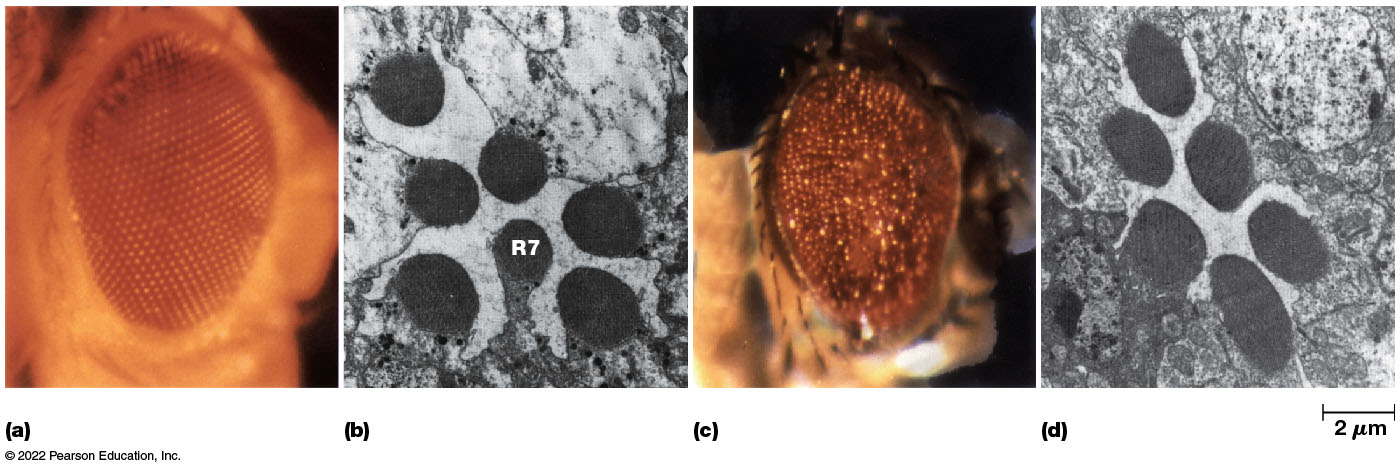 R7
(a)
(b)
(c)
(d)
2 μm
© 2022 Pearson Education, Inc.